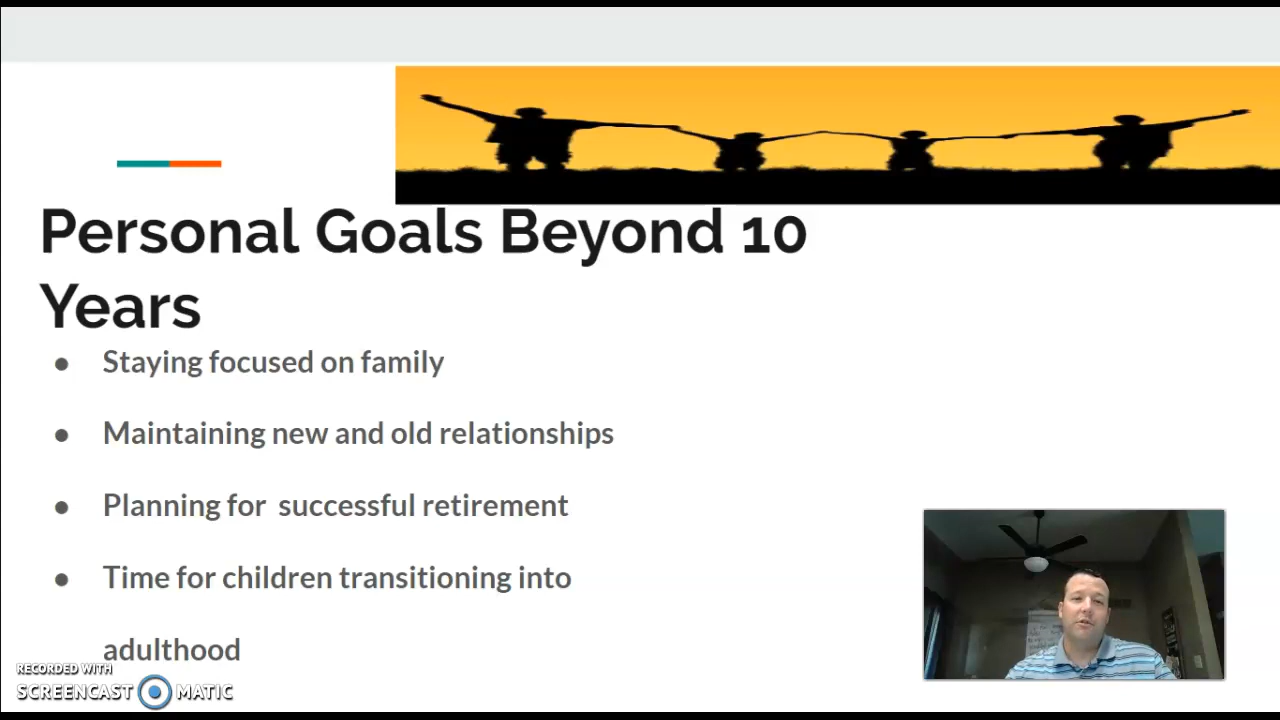 Personal Goals Beyond 10
Years
● Staying focused on family
● Maintaining new and old relationships
● Planning for  successful retirement
● Time for children transitioning into
adulthood
RECORDED WITH
SCREENCAST MATIC